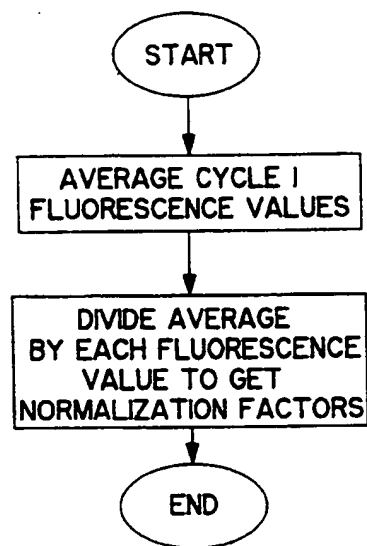 START
AVERAGE CYCLE 1
FLUORESCENCE VALUES
DIVIDE AVERAGE
BY EACH FLUORESCENCE
VALUE TO GET
NORMALIZATION FACTORS
END